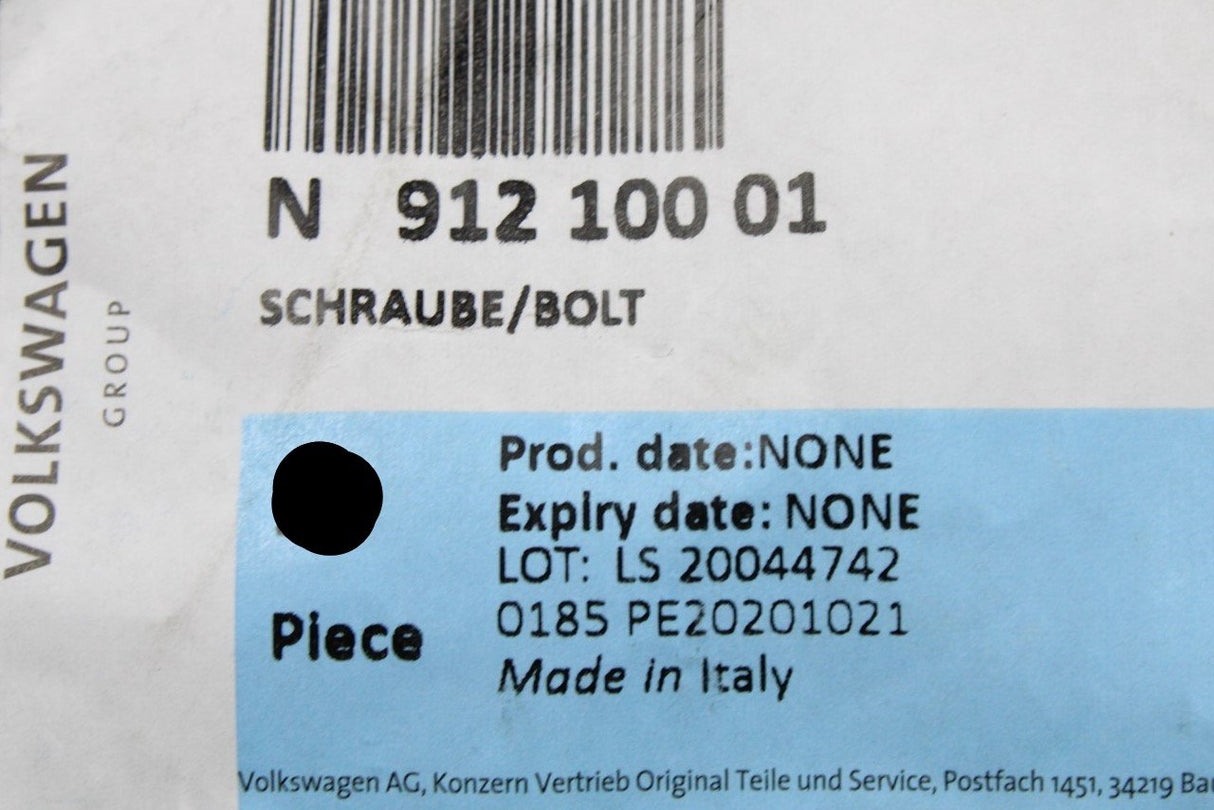 VOLKSWAGEN
GROUP
N 912 100 01
SCHRAUBE/BOLT
Prod. date:NONE
Expiry date: NONE
LOT: LS 20044742
0185 PE20201021
Piece
Made in Italy
Volkswagen AG, Konzern Vertrieb Original Teile und Service, Postfach 1451, 34219